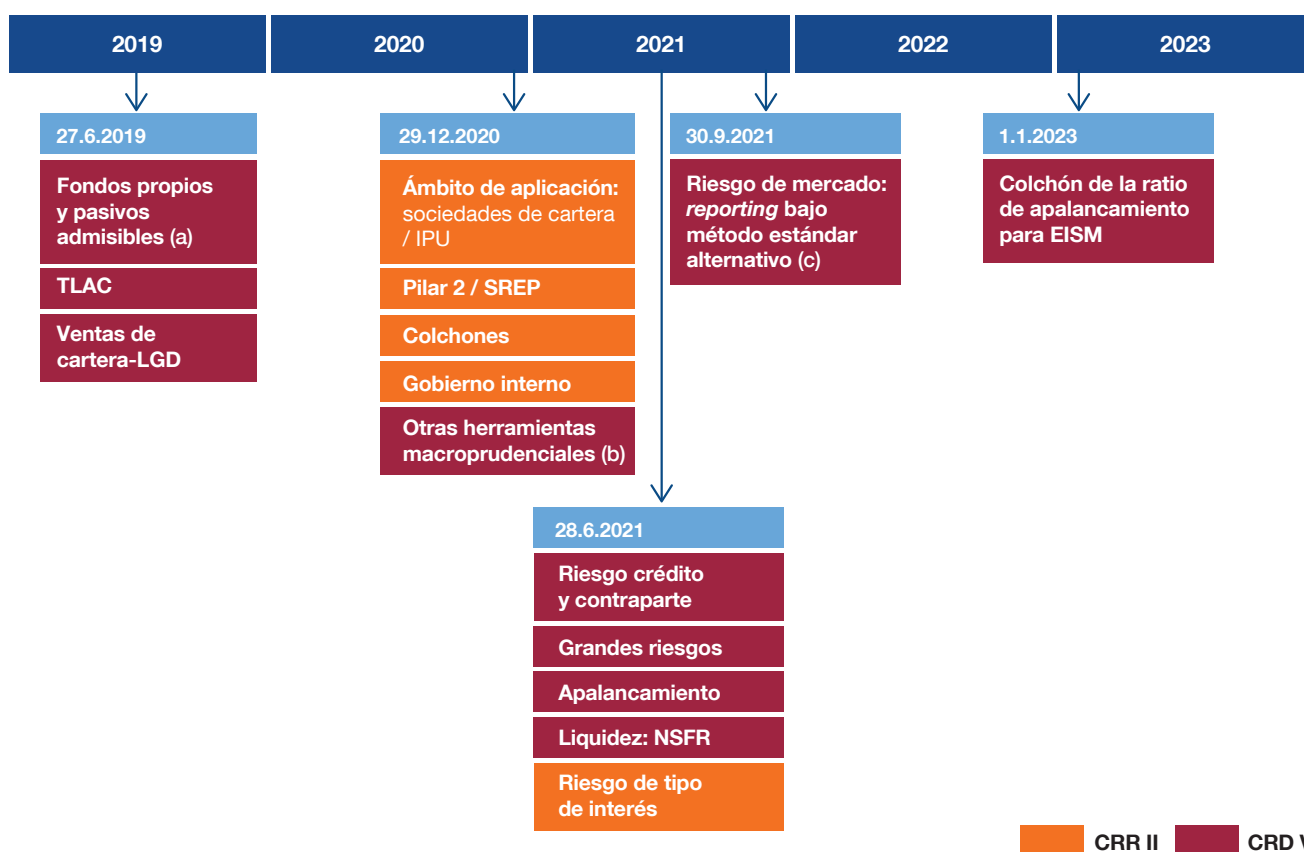 2019
2020
2021
2022
2023
27.6.2019
Fondos propios
y pasivos
admisibles (a)
TLAC
Ventas de
cartera-LGD
29.12.2020
Ámbito de aplicación:
sociedades de cartera
/ IPU
Pilar 2 / SREP
Colchones
Gobierno interno
Otras herramientas
macroprudenciales (b)
28.6.2021
Riesgo crédito
y contraparte
Grandes riesgos
Apalancamiento
Liquidez: NSFR
Riesgo de tipo
de interés
30.9.2021
Riesgo de mercado:
reporting bajo
método estándar
alternativo (c)
1.1.2023
Colchón de la ratio
de apalancamiento
para EISM
CRR II
CRD V